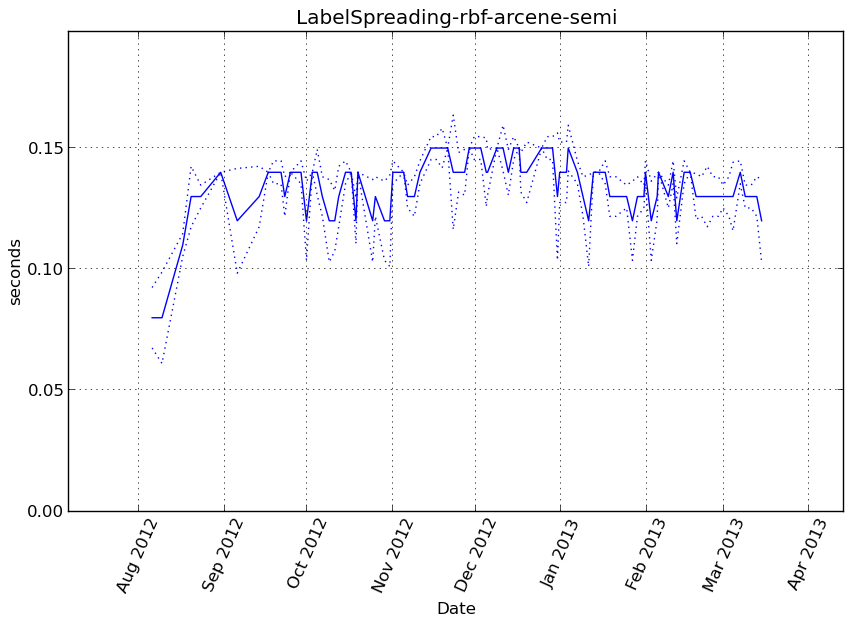 LabelSpreading-rbf-arcene-semi
seconds
0.15
0.10
0.05
0.00
Aug 2012
Sep 2012
Oct 2012
Nov 2012
Dec 2012
Jan 2013
Feb 2013
Mar 2013
Apr 2013
Date